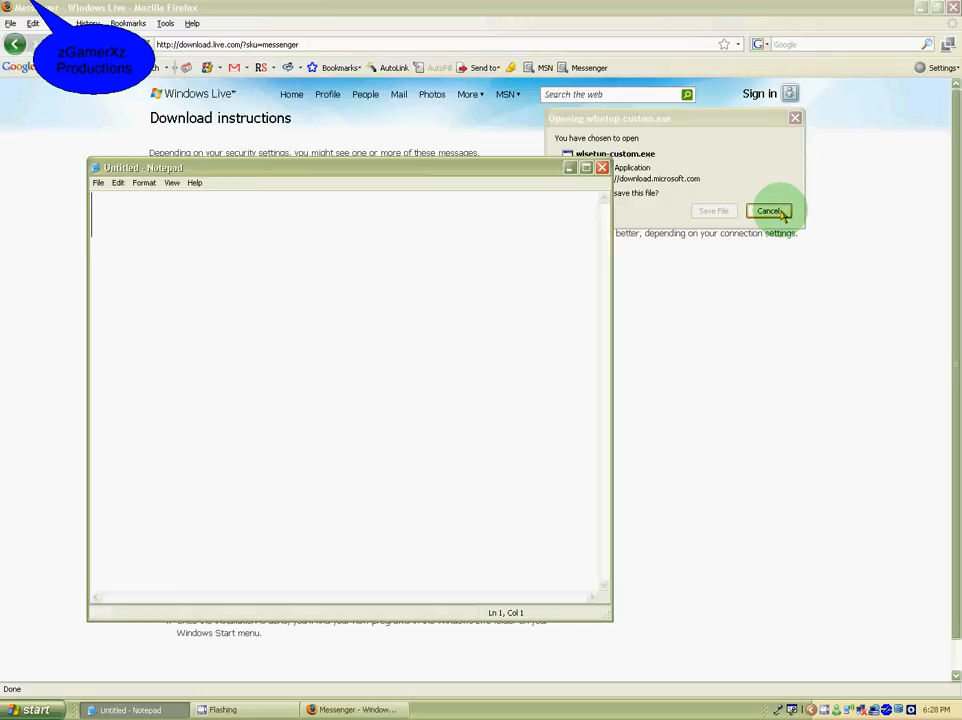 Messenger - Windows Live - Mozilla Firefox
File Edit History Bookmarks Tools Help
http://download.live.com/?sku=messenger
Google
zGamerXz
Productions
Bookmarks AutoLink AutoFill Send to MSN Messenger Settings
Windows Live Home Profile People Mail Photos More MSN Search the web Sign in
Download instructions
Depending on your security settings, you might see one or more of these messages.
Opening wlsetup-custom.exe
You have chosen to open
wlsetup-custom.exe
Application
//download.microsoft.com
save this file?
Save File Cancel
better, depending on your connection settings.
Untitled - Notepad
File Edit Format View Help
Ln 1, Col 1
Windows Start menu.
Done
start Untitled - Notepad Flashing Messenger - Window... 6:28 PM